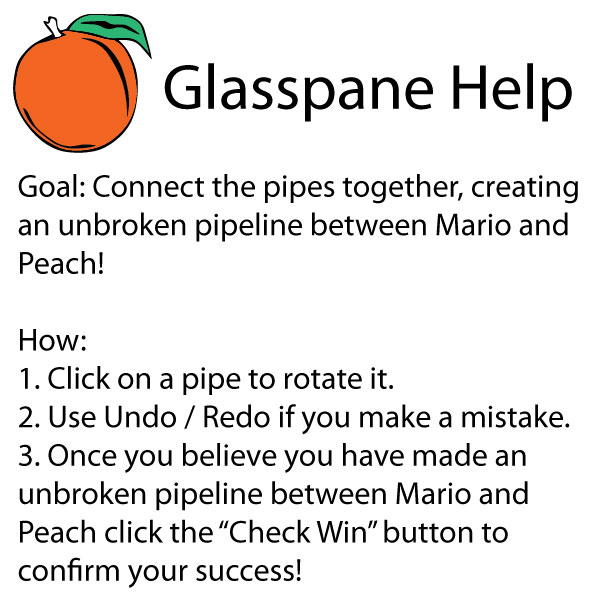 Glasspane Help
Goal: Connect the pipes together, creating
an unbroken pipeline between Mario and
Peach!
How:
1. Click on a pipe to rotate it.
2. Use Undo / Redo if you make a mistake.
3. Once you believe you have made an
unbroken pipeline between Mario and
Peach click the “Check Win” button to
confirm your success!